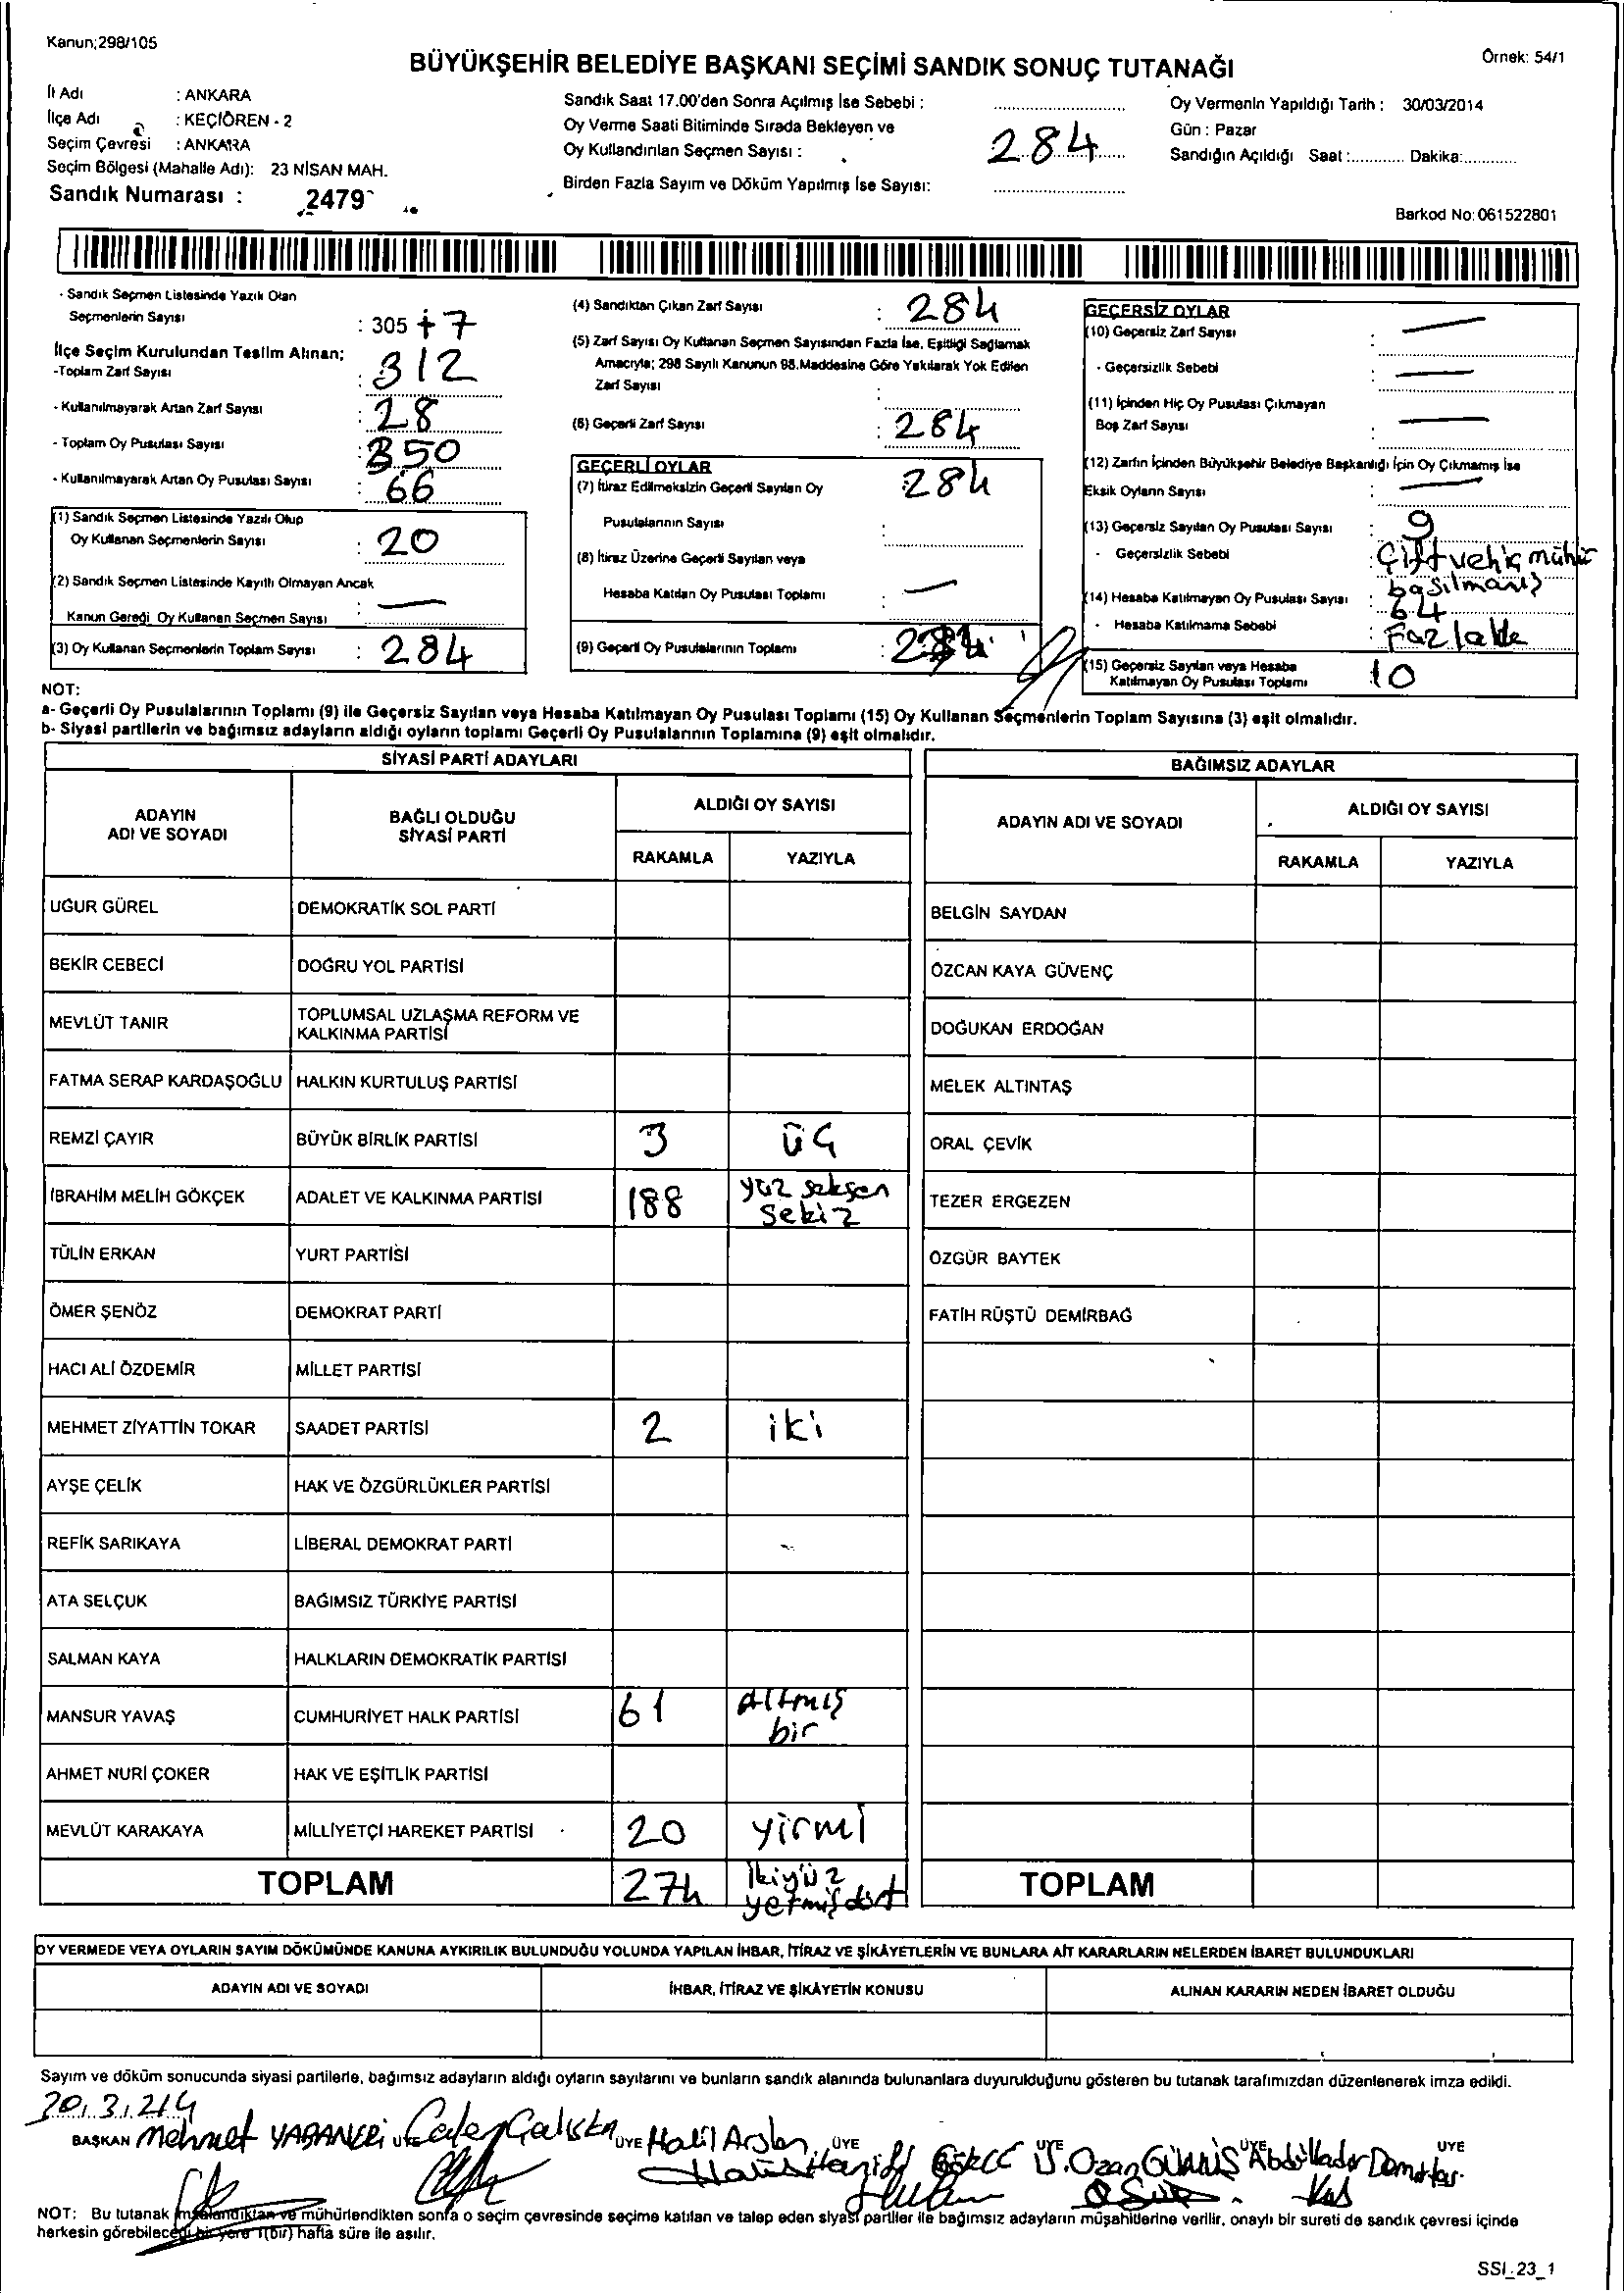 Kanun;298/105
BÜYÜKŞEHİR BELEDİYE BAŞKANI SEÇİMİ SANDIK SONUÇ TUTANAĞI
Örnek: 54/1
İl Adı : ANKARA
İlçe Adı : KEÇİÖREN - 2
Seçim Çevresi : ANKARA
Seçim Bölgesi (Mahalle Adı): 23 NİSAN MAH.
Sandık Numarası : 2479
Sandık Saat 17.00'den Sonra Açılmış İse Sebebi :
Oy Verme Saati Bitiminde Sırada Bekleyen ve
Oy Kullandırılan Seçmen Sayısı : 284
Birden Fazla Sayım ve Döküm Yapılmış İse Sayısı:
Oy Vermenin Yapıldığı Tarih : 30/03/2014
Gün : Pazar
Sandığın Açıldığı Saat :............ Dakika:............
Barkod No: 061522801
- Sandık Seçmen Listesinde Yazılı Olan
Seçmenlerin Sayısı : 305 + 7
İlçe Seçim Kurulundan Teslim Alınan;
-Toplam Zarf Sayısı : 312
- Kullanılmayarak Artan Zarf Sayısı : 28
- Toplam Oy Pusulası Sayısı : 350
- Kullanılmayarak Artan Oy Pusulası Sayısı : 66
(1) Sandık Seçmen Listesinde Yazılı Olup
Oy Kullanan Seçmenlerin Sayısı : 20
(2) Sandık Seçmen Listesinde Kayıtlı Olmayan Ancak
Kanun Gereği Oy Kullanan Seçmen Sayısı : —
(3) Oy Kullanan Seçmenlerin Toplam Sayısı : 284
(4) Sandıktan Çıkan Zarf Sayısı : 284
(5) Zarf Sayısı Oy Kullanan Seçmen Sayısından Fazla İse, Eşitliği Sağlamak
Amacıyla; 298 Sayılı Kanunun 98.Maddesine Göre Yakılarak Yok Edilen
Zarf Sayısı :
(6) Geçerli Zarf Sayısı : 284
GEÇERLİ OYLAR
(7) İtiraz Edilmeksizin Geçerli Sayılan Oy 284
Pusulalarının Sayısı :
(8) İtiraz Üzerine Geçerli Sayılan veya
Hesaba Katılan Oy Pusulası Toplamı : —
(9) Geçerli Oy Pusulalarının Toplamı :
GEÇERSİZ OYLAR
(10) Geçersiz Zarf Sayısı : —
- Geçersizlik Sebebi : —
(11) İçinden Hiç Oy Pusulası Çıkmayan
Boş Zarf Sayısı : —
(12) Zarfın İçinden Büyükşehir Belediye Başkanlığı İçin Oy Çıkmamış İse
Eksik Oyların Sayısı : —
(13) Geçersiz Sayılan Oy Pusulası Sayısı : 9
- Geçersizlik Sebebi : Çift ve hiç mühür
basılmamış
(14) Hesaba Katılmayan Oy Pusulası Sayısı : 64
- Hesaba Katılmama Sebebi :
(15) Geçersiz Sayılan veya Hesaba
Katılmayan Oy Pusulası Toplamı 10
NOT:
a- Geçerli Oy Pusulalarının Toplamı (9) ile Geçersiz Sayılan veya Hesaba Katılmayan Oy Pusulası Toplamı (15) Oy Kullanan Seçmenlerin Toplam Sayısına (3) eşit olmalıdır.
b- Siyasi partilerin ve bağımsız adayların aldığı oyların toplamı Geçerli Oy Pusulalarının Toplamına (9) eşit olmalıdır.
SİYASİ PARTİ ADAYLARI
ADAYIN
ADI VE SOYADI
BAĞLI OLDUĞU
SİYASİ PARTİ
ALDIĞI OY SAYISI
RAKAMLA YAZIYLA
UĞUR GÜREL DEMOKRATİK SOL PARTİ
BEKİR CEBECİ DOĞRU YOL PARTİSİ
MEVLÜT TANIR TOPLUMSAL UZLAŞMA REFORM VE
KALKINMA PARTİSİ
FATMA SERAP KARDAŞOĞLU HALKIN KURTULUŞ PARTİSİ
REMZİ ÇAYIR BÜYÜK BİRLİK PARTİSİ 3 üç
İBRAHİM MELİH GÖKÇEK ADALET VE KALKINMA PARTİSİ 188 yüz seksen
sekiz
TÜLİN ERKAN YURT PARTİSİ
ÖMER ŞENÖZ DEMOKRAT PARTİ
HACI ALİ ÖZDEMİR MİLLET PARTİSİ
MEHMET ZİYATTİN TOKAR SAADET PARTİSİ 2 iki
AYŞE ÇELİK HAK VE ÖZGÜRLÜKLER PARTİSİ
REFİK SARIKAYA LİBERAL DEMOKRAT PARTİ
ATA SELÇUK BAĞIMSIZ TÜRKİYE PARTİSİ
SALMAN KAYA HALKLARIN DEMOKRATİK PARTİSİ
MANSUR YAVAŞ CUMHURİYET HALK PARTİSİ 61 Altmış
bir
AHMET NURİ ÇOKER HAK VE EŞİTLİK PARTİSİ
MEVLÜT KARAKAYA MİLLİYETÇİ HAREKET PARTİSİ 20 yirmi
TOPLAM 274 İkiyüz
yetmiş dört
BAĞIMSIZ ADAYLAR
ADAYIN ADI VE SOYADI
ALDIĞI OY SAYISI
RAKAMLA YAZIYLA
BELGİN SAYDAN
ÖZCAN KAYA GÜVENÇ
DOĞUKAN ERDOĞAN
MELEK ALTINTAŞ
ORAL ÇEVİK
TEZER ERGEZEN
ÖZGÜR BAYTEK
FATİH RÜŞTÜ DEMİRBAĞ
TOPLAM
OY VERMEDE VEYA OYLARIN SAYIM DÖKÜMÜNDE KANUNA AYKIRILIK BULUNDUĞU YOLUNDA YAPILAN İHBAR, İTİRAZ VE ŞİKÂYETLERİN VE BUNLARA AİT KARARLARIN NELERDEN İBARET BULUNDUKLARI
ADAYIN ADI VE SOYADI İHBAR, İTİRAZ VE ŞİKÂYETİN KONUSU ALINAN KARARIN NEDEN İBARET OLDUĞU
Sayım ve döküm sonucunda siyasi partilerle, bağımsız adayların aldığı oyların sayılarını ve bunların sandık alanında bulunanlara duyurulduğunu gösteren bu tutanak tarafımızdan düzenlenerek imza edildi.
30.3.214
BAŞKAN Mehmet ÜYE ÜYE Halil Arslan ÜYE ÜYE Ozan ÜYE ÜYE
NOT: Bu tutanak imzalandıktan ve mühürlendikten sonra o seçim çevresinde seçime katılan ve talep eden siyasi partiler ile bağımsız adayların müşahitlerine verilir, onaylı bir sureti de sandık çevresi içinde
herkesin görebileceği bir yere 1(bir) hafta süre ile asılır.
SSI_23_1